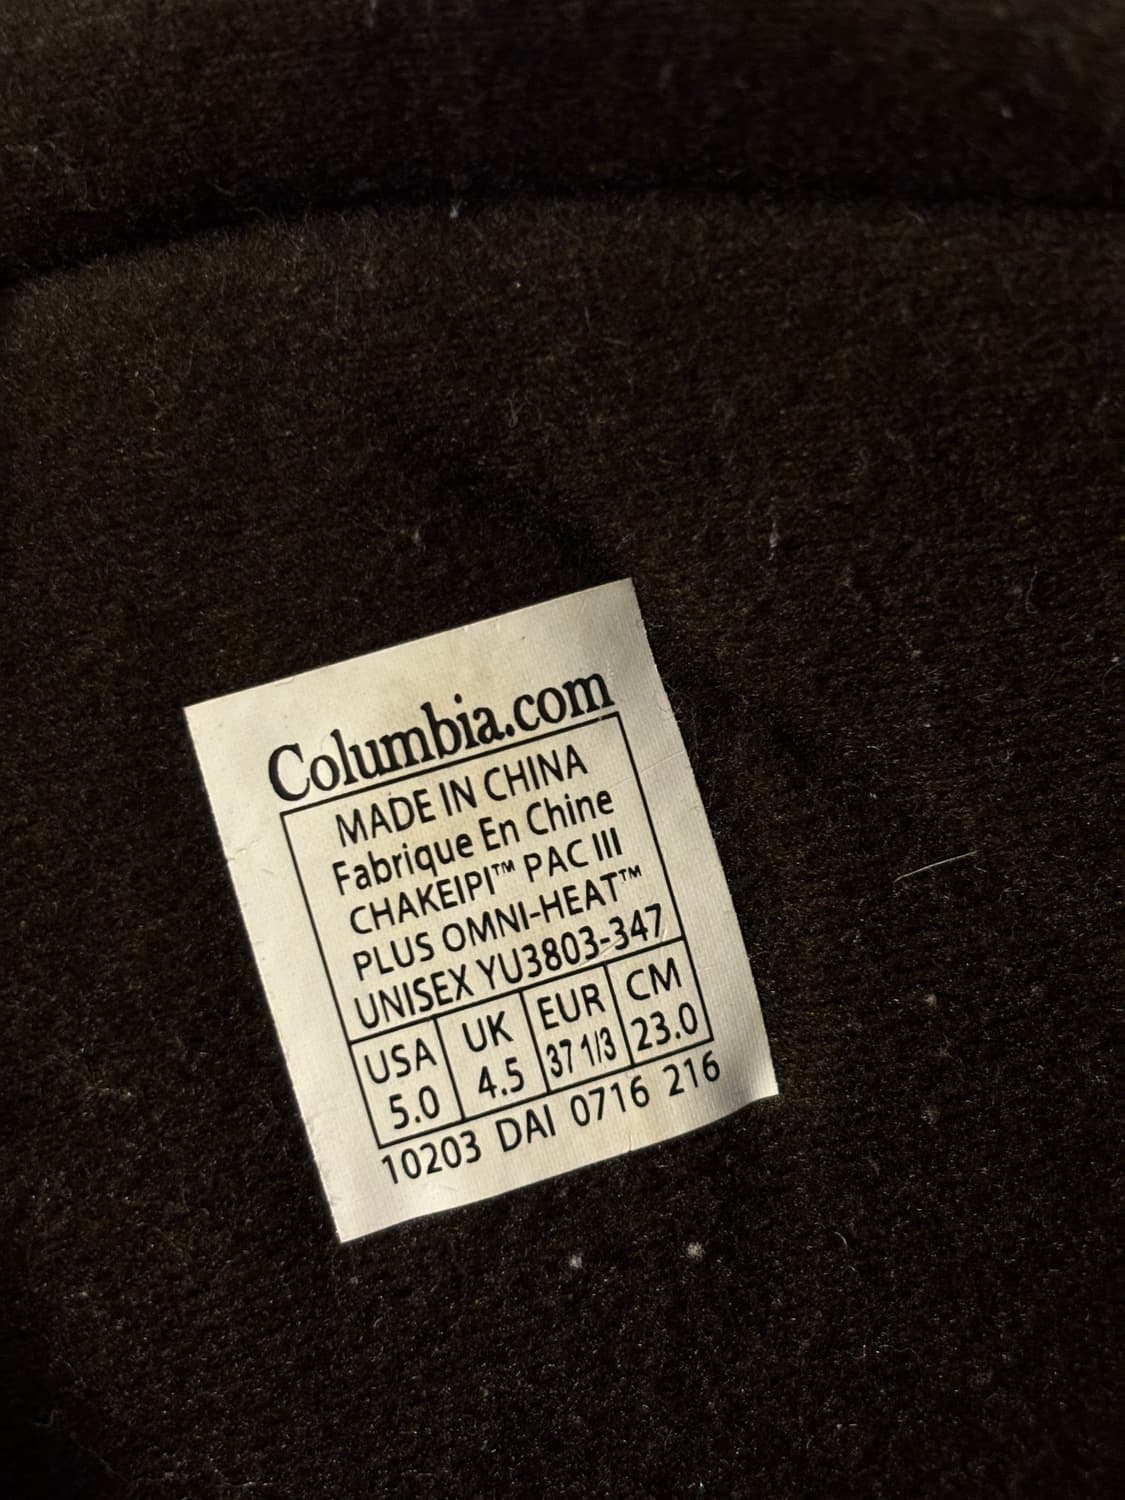 Columbia.com
MADE IN CHINA
Fabrique En Chine
CHAKEIPI™ PAC III
PLUS OMNI-HEAT™
UNISEX YU3803-347
USA UK EUR CM
5.0 4.5 37 1/3 23.0
10203 DAI 0716 216